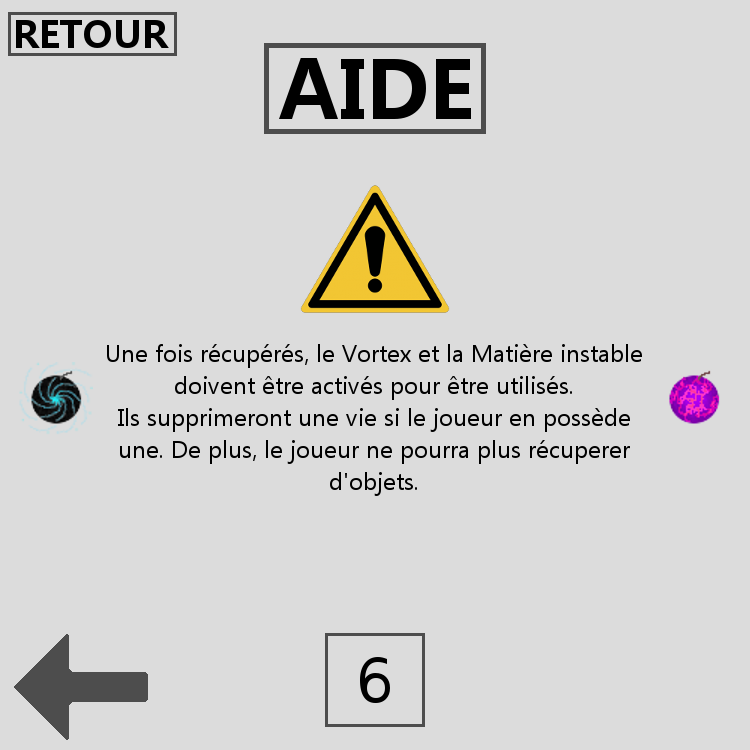 RETOUR
AIDE
Une fois récupérés, le Vortex et la Matière instable
doivent être activés pour être utilisés.
Ils supprimeront une vie si le joueur en possède
une. De plus, le joueur ne pourra plus récuperer
d'objets.
6